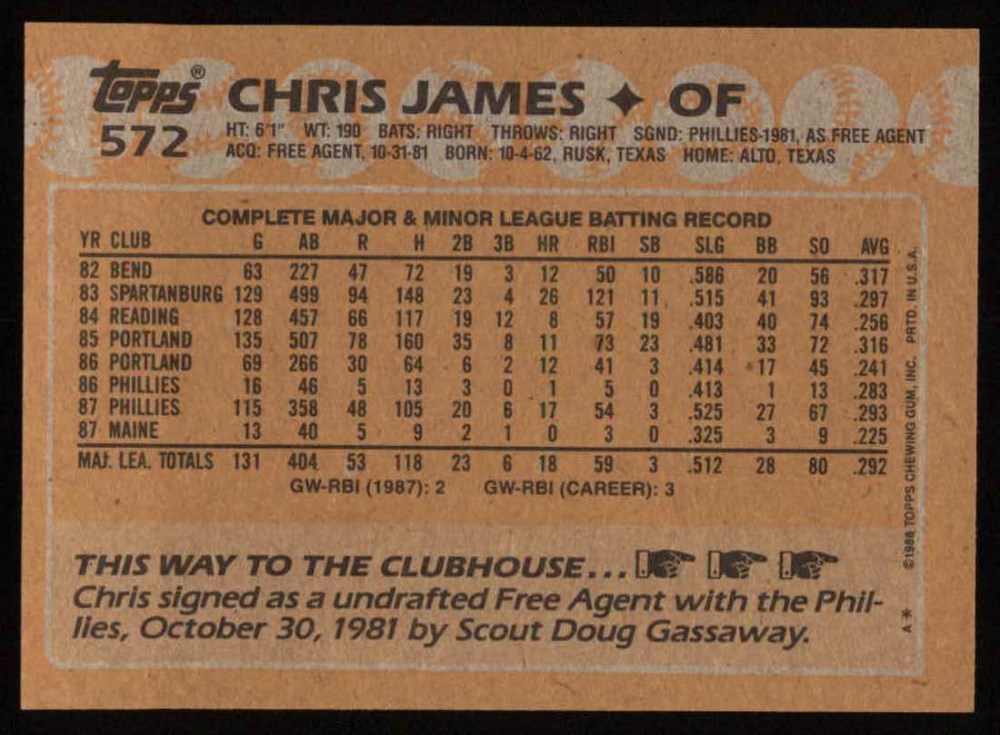 Topps® CHRIS JAMES ✦ OF
572 HT: 6'1" WT: 190 BATS: RIGHT THROWS: RIGHT SGND: PHILLIES-1981, AS FREE AGENT
ACQ: FREE AGENT, 10-31-81 BORN: 10-4-62, RUSK, TEXAS HOME: ALTO, TEXAS
COMPLETE MAJOR & MINOR LEAGUE BATTING RECORD
YR CLUB G AB R H 2B 3B HR RBI SB SLG BB SO AVG
82 BEND 63 227 47 72 19 3 12 50 10 .586 20 56 .317
83 SPARTANBURG 129 499 94 148 23 4 26 121 11 .515 41 93 .297
84 READING 128 457 66 117 19 12 8 57 19 .403 40 74 .256
85 PORTLAND 135 507 78 160 35 8 11 73 23 .481 33 72 .316
86 PORTLAND 69 266 30 64 6 2 12 41 3 .414 17 45 .241
86 PHILLIES 16 46 5 13 3 0 1 5 0 .413 1 13 .283
87 PHILLIES 115 358 48 105 20 6 17 54 3 .525 27 67 .293
87 MAINE 13 40 5 9 2 1 0 3 0 .325 3 9 .225
MAJ. LEA. TOTALS 131 404 53 118 23 6 18 59 3 .512 28 80 .292
GW-RBI (1987): 2 GW-RBI (CAREER): 3
THIS WAY TO THE CLUBHOUSE...
Chris signed as a undrafted Free Agent with the Phil-
lies, October 30, 1981 by Scout Doug Gassaway.
A * ©1988 TOPPS CHEWING GUM, INC. PRTD. IN U.S.A.